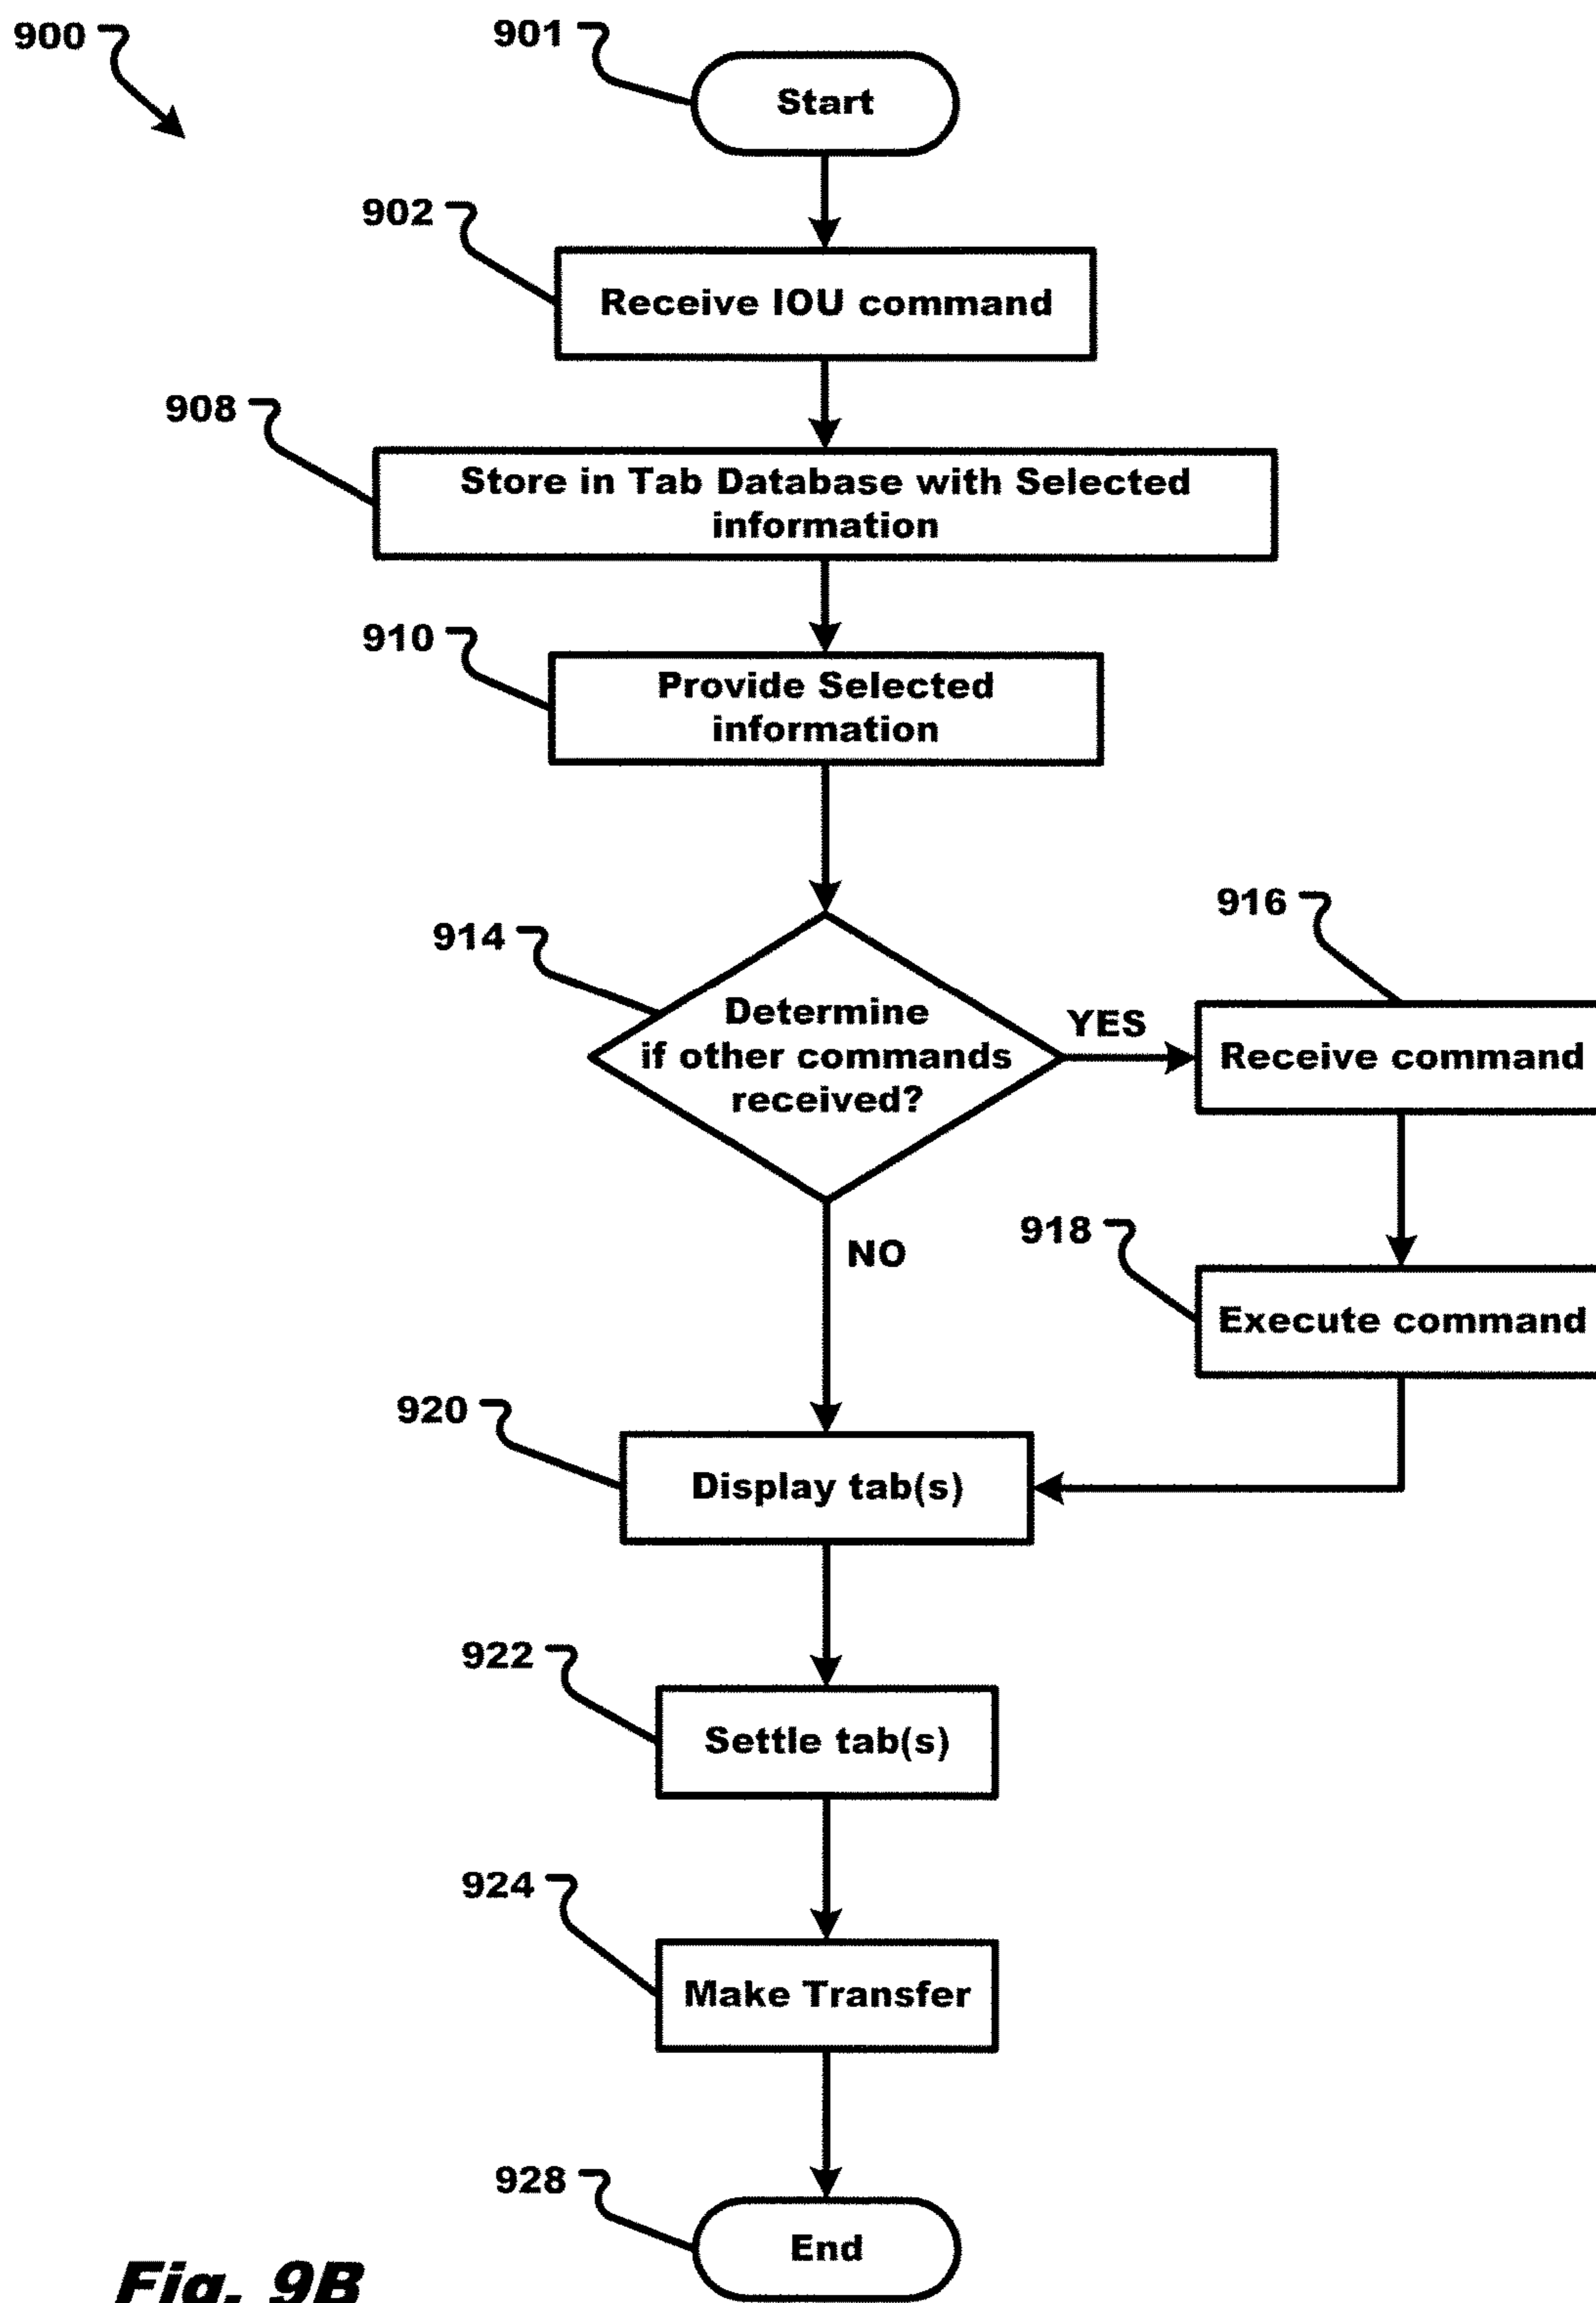 900
901
Start
902
Receive IOU command
908
Store in Tab Database with Selected
information
910
Provide Selected
information
914
Determine
if other commands
received?
YES
916
Receive command
NO
918
Execute command
920
Display tab(s)
922
Settle tab(s)
924
Make Transfer
928
End
Fig. 9B